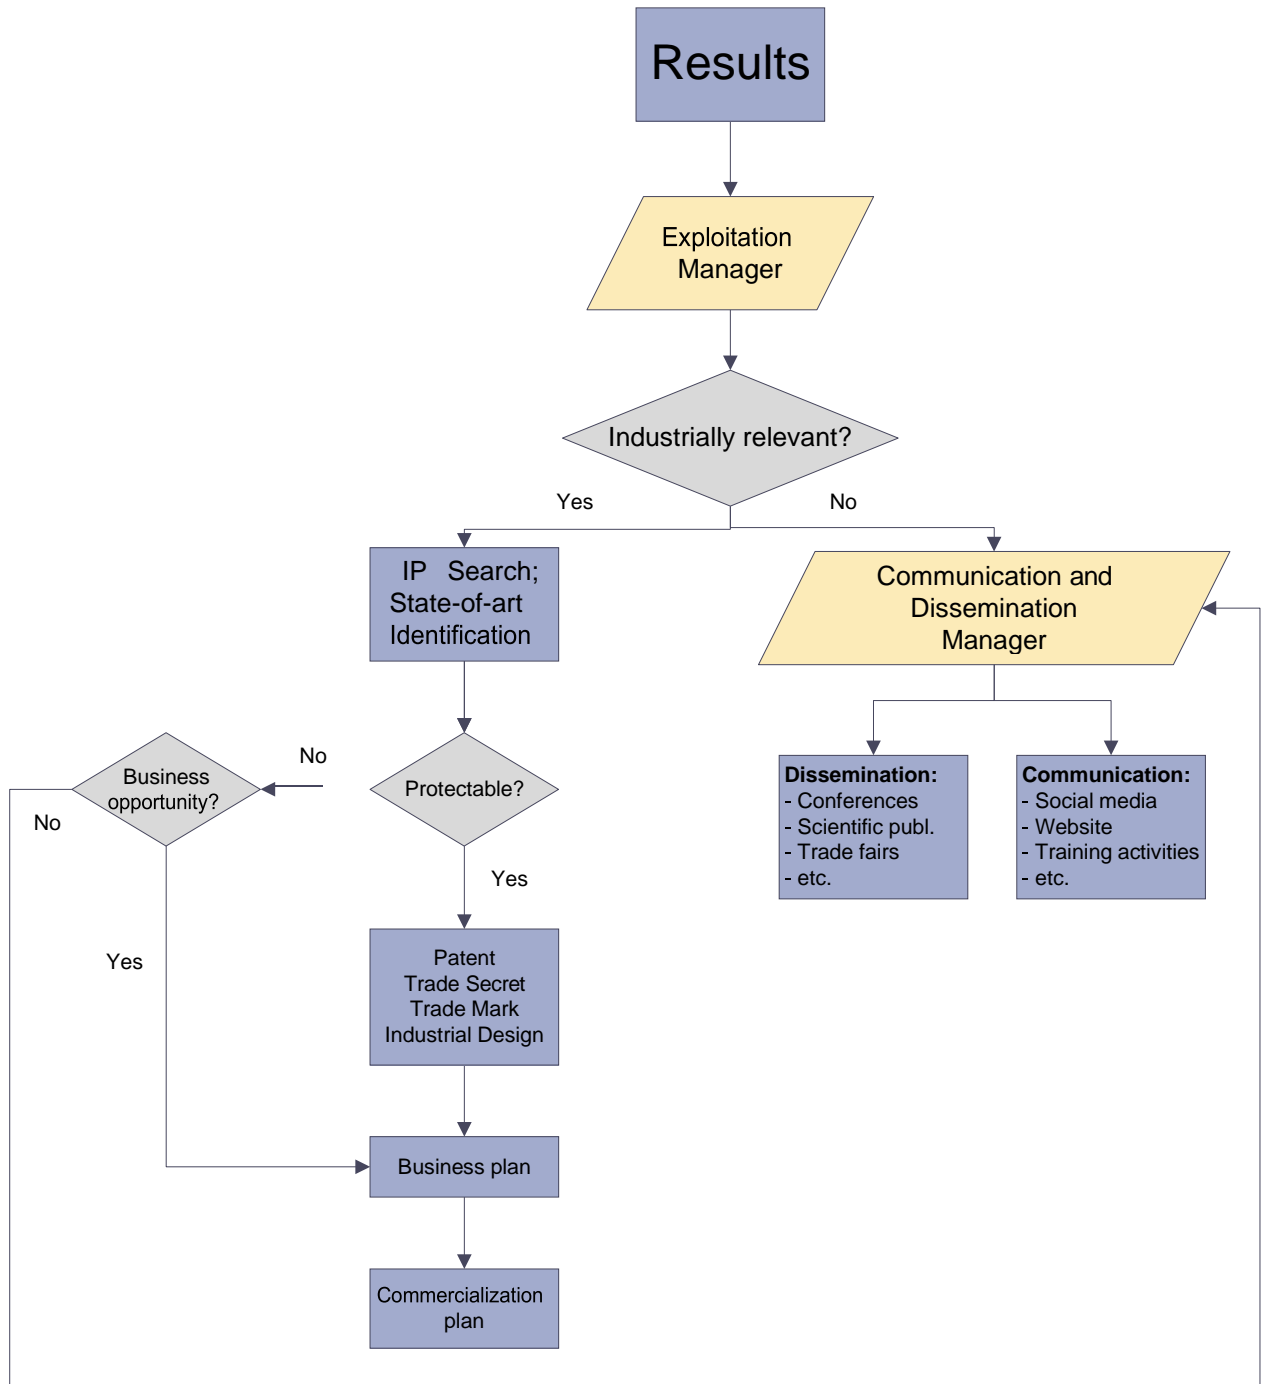 Results
Exploitation
Manager
Industrially relevant?
Yes
No
IP Search;
State-of-art
Identification
Communication and
Dissemination
Manager
Business
opportunity?
No
Protectable?
No
Yes
Dissemination:
- Conferences
- Scientific publ.
- Trade fairs
- etc.
Communication:
- Social media
- Website
- Training activities
- etc.
Yes
Patent
Trade Secret
Trade Mark
Industrial Design
Business plan
Commercialization
plan